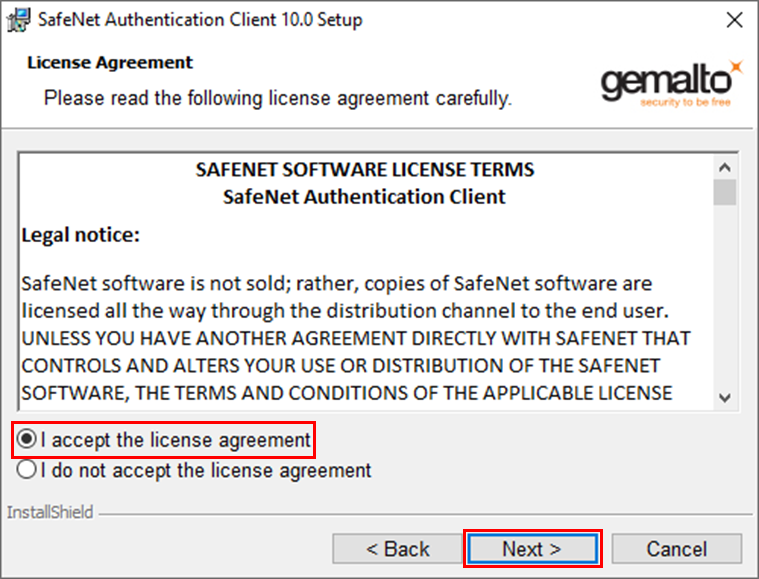 SafeNet Authentication Client 10.0 Setup
License Agreement
Please read the following license agreement carefully.
gemalto
security to be free
SAFENET SOFTWARE LICENSE TERMS
SafeNet Authentication Client
Legal notice:
SafeNet software is not sold; rather, copies of SafeNet software are
licensed all the way through the distribution channel to the end user.
UNLESS YOU HAVE ANOTHER AGREEMENT DIRECTLY WITH SAFENET THAT
CONTROLS AND ALTERS YOUR USE OR DISTRIBUTION OF THE SAFENET
SOFTWARE, THE TERMS AND CONDITIONS OF THE APPLICABLE LICENSE
I accept the license agreement
I do not accept the license agreement
InstallShield
< Back
Next >
Cancel